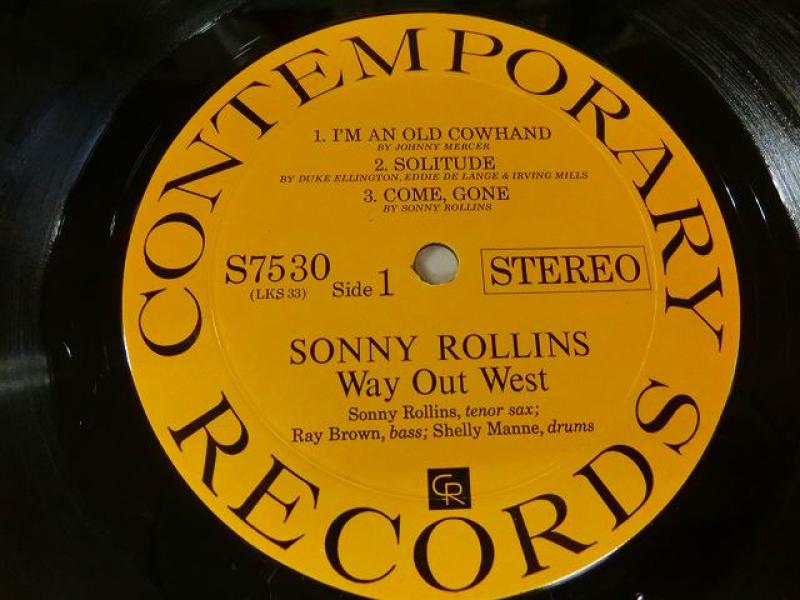 CONTEMPORARY
1. I'M AN OLD COWHAND
BY JOHNNY MERCER
2. SOLITUDE
BY DUKE ELLINGTON, EDDIE DE LANGE & IRVING MILLS
3. COME, GONE
BY SONNY ROLLINS
S7530 Side 1 STEREO
(LKS 33)
SONNY ROLLINS
Way Out West
Sonny Rollins, tenor sax;
Ray Brown, bass; Shelly Manne, drums
CR
RECORDS